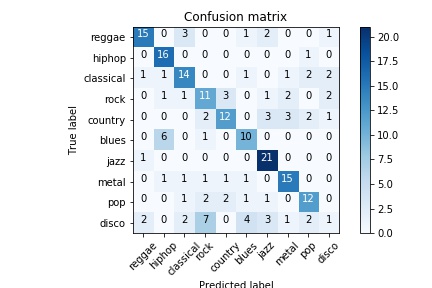 Confusion matrix
reggae 15 0 3 0 0 1 2 0 0 1
hiphop 0 16 0 0 0 0 0 0 1 0
classical 1 1 14 0 0 1 0 1 2 2
rock 0 1 1 11 3 0 1 2 0 2
country 0 0 0 2 12 0 3 3 2 1
blues 0 6 0 1 0 10 0 0 0 0
jazz 1 0 0 0 0 0 21 0 0 0
metal 0 1 1 1 1 1 0 15 0 0
pop 0 0 1 2 2 1 1 0 12 0
disco 2 0 2 7 0 4 3 1 2 1
True label
reggae hiphop classical rock country blues jazz metal pop disco
Predicted label
20.0
17.5
15.0
12.5
10.0
7.5
5.0
2.5
0.0